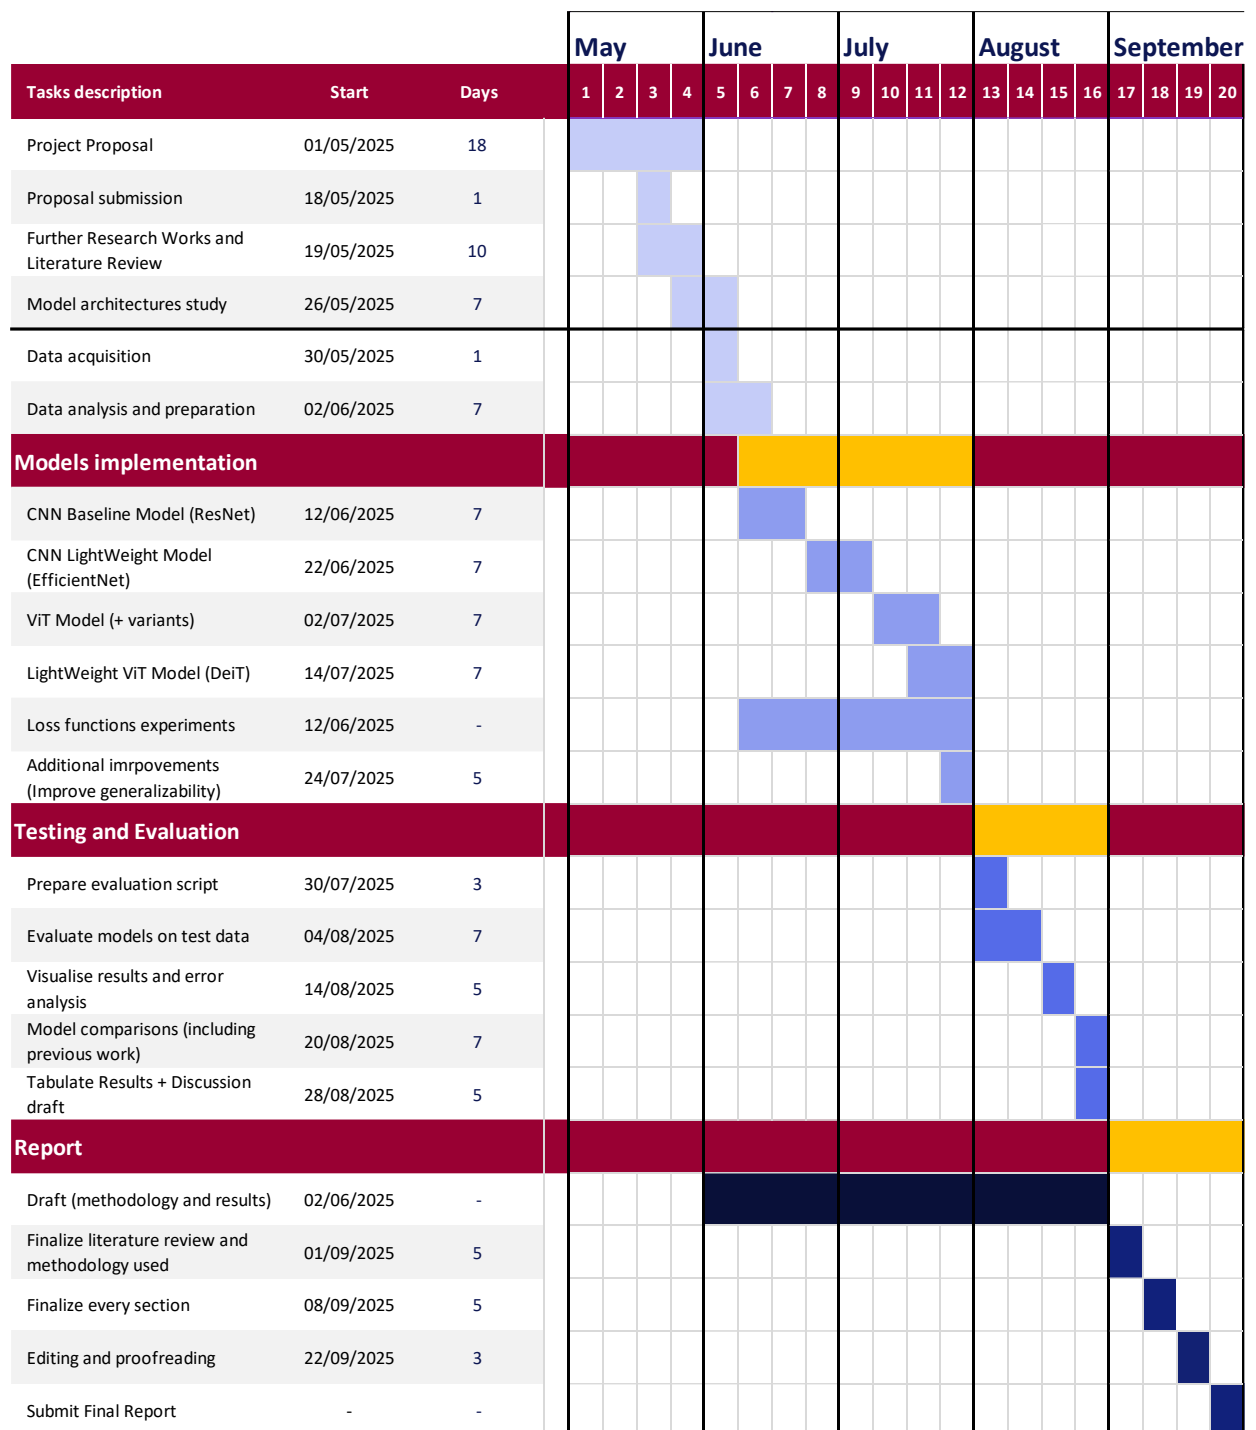 May June July August September
Tasks description Start Days 1 2 3 4 5 6 7 8 9 10 11 12 13 14 15 16 17 18 19 20
Project Proposal 01/05/2025 18
Proposal submission 18/05/2025 1
Further Research Works and
Literature Review 19/05/2025 10
Model architectures study 26/05/2025 7
Data acquisition 30/05/2025 1
Data analysis and preparation 02/06/2025 7
Models implementation
CNN Baseline Model (ResNet) 12/06/2025 7
CNN LightWeight Model
(EfficientNet) 22/06/2025 7
ViT Model (+ variants) 02/07/2025 7
LightWeight ViT Model (DeiT) 14/07/2025 7
Loss functions experiments 12/06/2025 -
Additional imrpovements
(Improve generalizability) 24/07/2025 5
Testing and Evaluation
Prepare evaluation script 30/07/2025 3
Evaluate models on test data 04/08/2025 7
Visualise results and error
analysis 14/08/2025 5
Model comparisons (including
previous work) 20/08/2025 7
Tabulate Results + Discussion
draft 28/08/2025 5
Report
Draft (methodology and results) 02/06/2025 -
Finalize literature review and
methodology used 01/09/2025 5
Finalize every section 08/09/2025 5
Editing and proofreading 22/09/2025 3
Submit Final Report - -